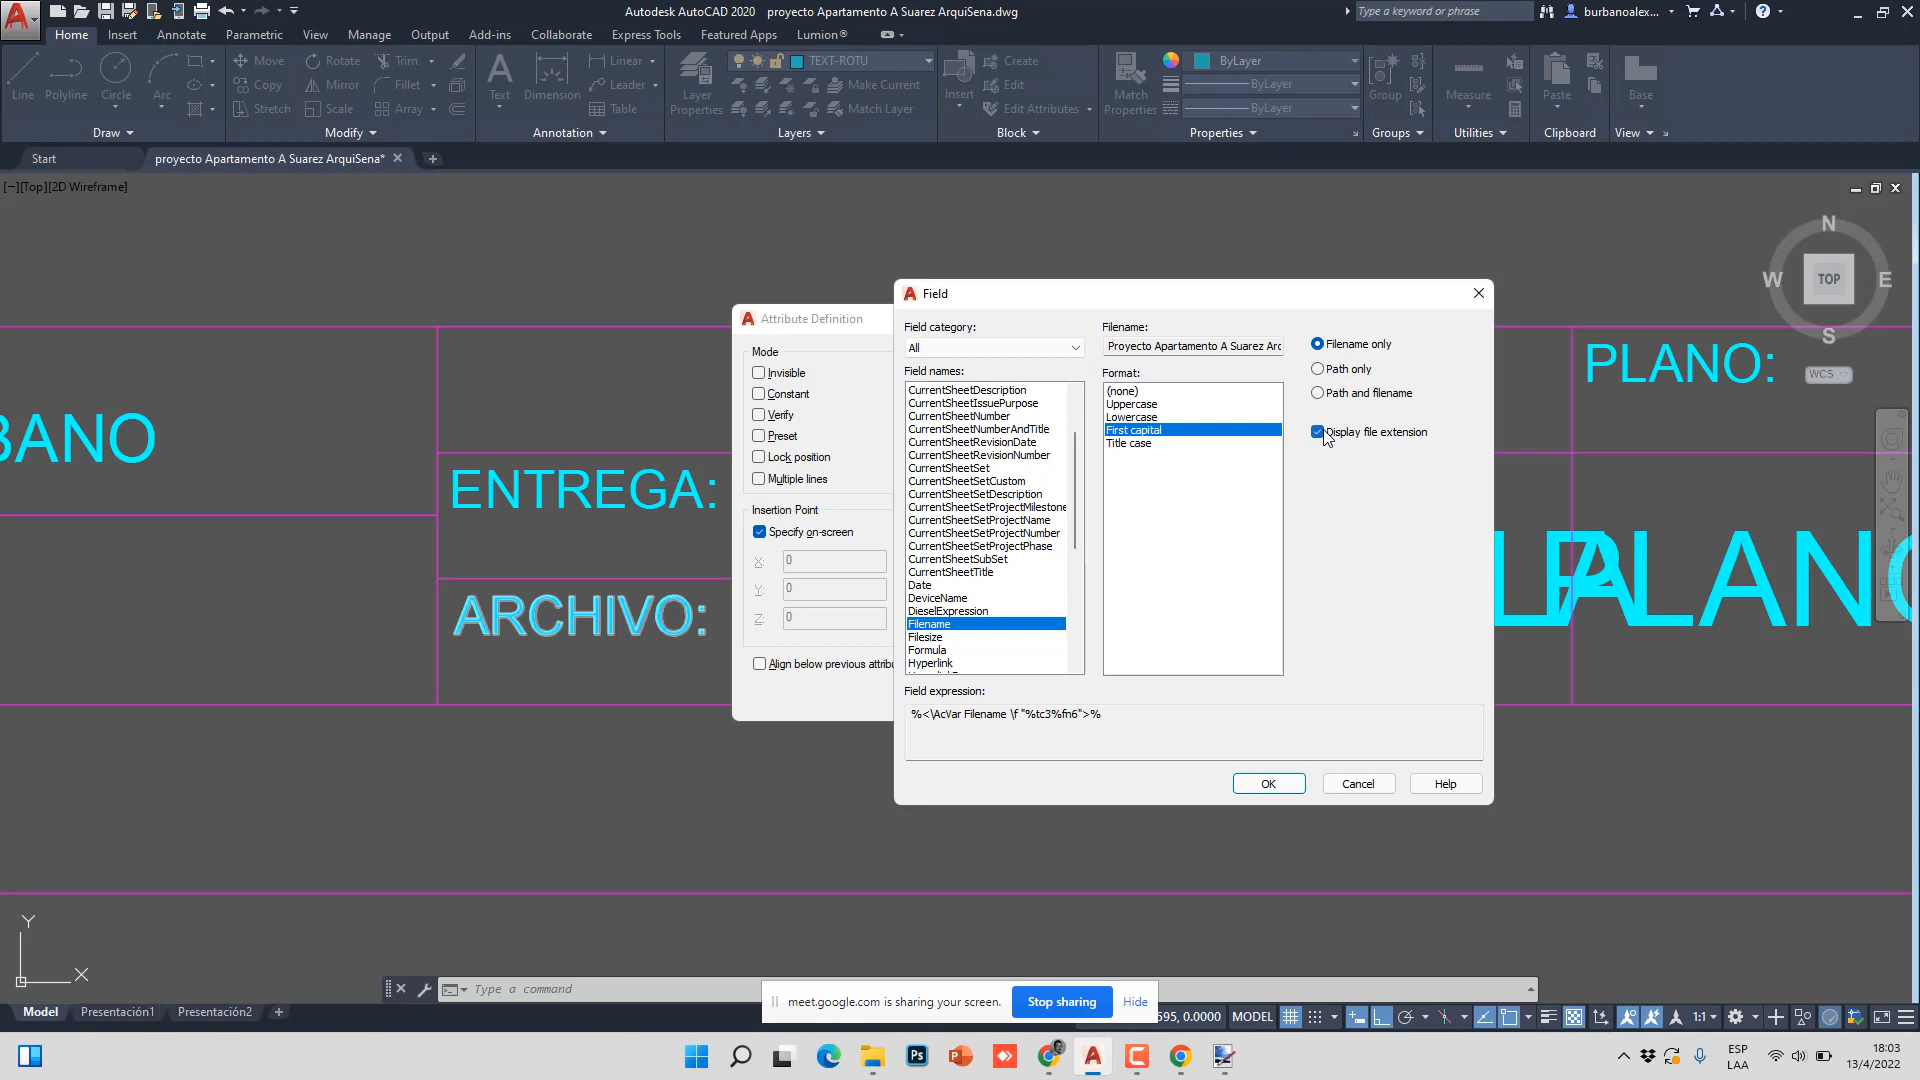 Autodesk AutoCAD 2020 proyecto Apartamento A Suarez ArquiSena.dwg
Type a keyword or phrase
burbanoalex...
Home Insert Annotate Parametric View Manage Output Add-ins Collaborate Express Tools Featured Apps Lumion®
Line Polyline Circle Arc
Move Rotate Trim
Copy Mirror Fillet
Stretch Scale Array
Text Dimension
Linear
Leader
Table
Layer Properties
TEXT-ROTU
Make Current
Match Layer
Insert
Create
Edit
Edit Attributes
Match Properties
ByLayer
ByLayer
ByLayer
Group Measure Paste Base
Draw Modify Annotation Layers Block Properties Groups Utilities Clipboard View
Start proyecto Apartamento A Suarez ArquiSena*
[−][Top][2D Wireframe]
N
W TOP E
S
WCS
BANO
ENTREGA:
ARCHIVO:
PLANO:
PLANO
Attribute Definition
Mode
Invisible
Constant
Verify
Preset
Lock position
Multiple lines
Insertion Point
Specify on-screen
X: 0
Y: 0
Z: 0
Align below previous attribu
Field
Field category:
All
Field names:
CurrentSheetDescription
CurrentSheetIssuePurpose
CurrentSheetNumber
CurrentSheetNumberAndTitle
CurrentSheetRevisionDate
CurrentSheetRevisionNumber
CurrentSheetSet
CurrentSheetSetCustom
CurrentSheetSetDescription
CurrentSheetSetProjectMilestone
CurrentSheetSetProjectName
CurrentSheetSetProjectNumber
CurrentSheetSetProjectPhase
CurrentSheetSubSet
CurrentSheetTitle
Date
DeviceName
DieselExpression
Filename
Filesize
Formula
Hyperlink
Filename:
Proyecto Apartamento A Suarez Arc
Format:
(none)
Uppercase
Lowercase
First capital
Title case
Filename only
Path only
Path and filename
Display file extension
Field expression:
%<\AcVar Filename \f "%tc3%fn6">%
OK Cancel Help
Y
X
Type a command
meet.google.com is sharing your screen. Stop sharing Hide
Model Presentación1 Presentación2
595, 0.0000 MODEL 1:1
ESP
LAA
18:03
13/4/2022